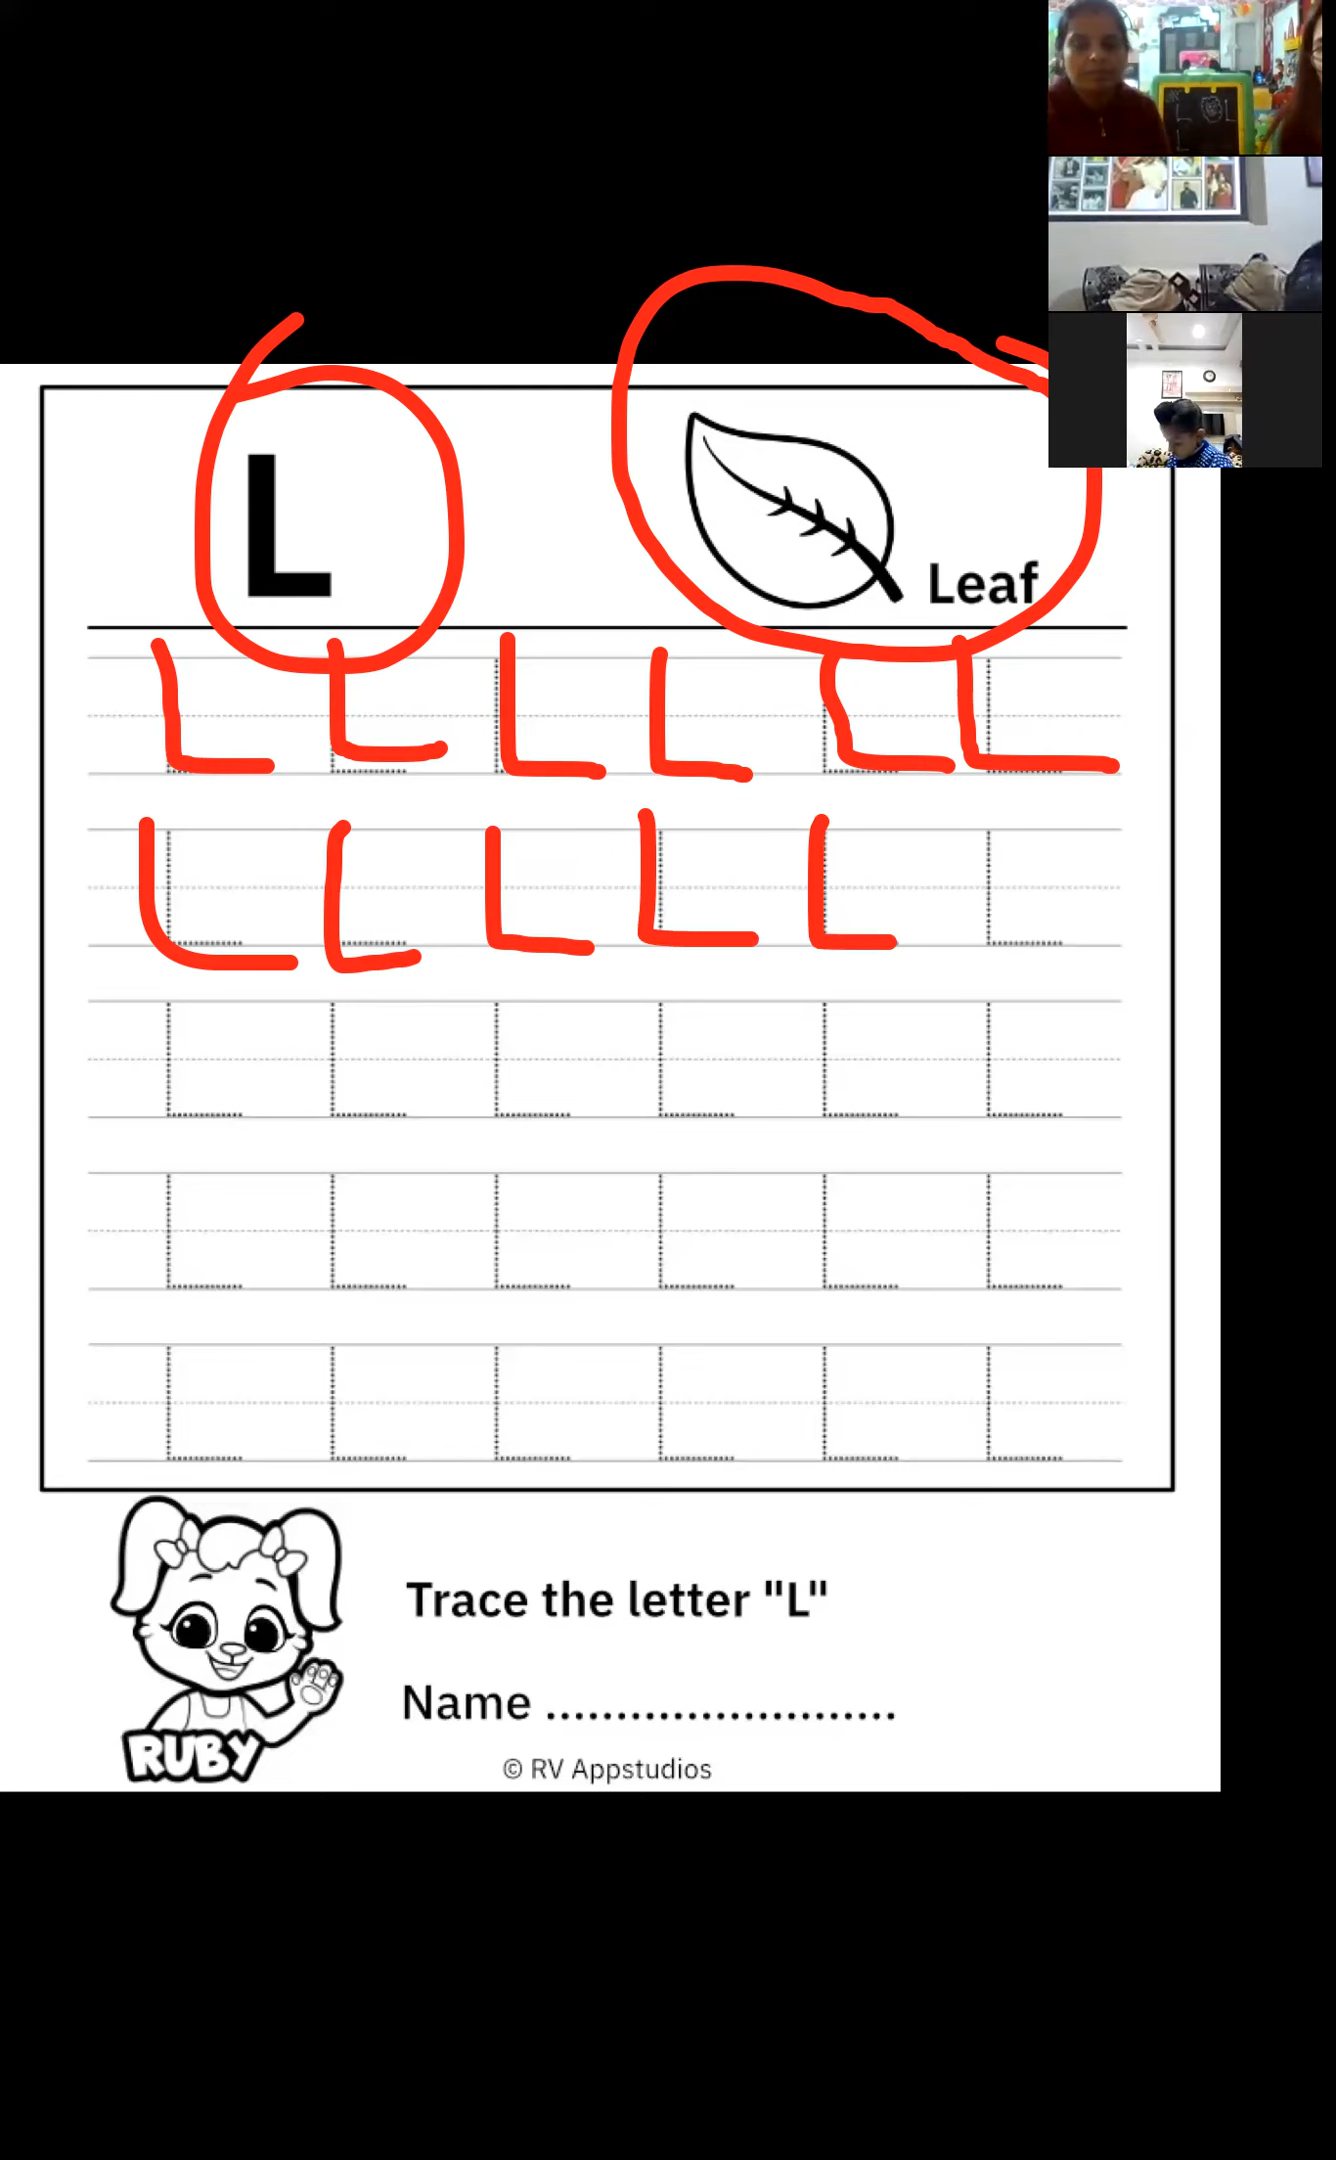 L
Leaf
L L L L L L
L L L L L L
L L L L L L
L L L L L L
L L L L L L
Trace the letter "L"
Name .........................
RUBY
© RV Appstudios
L L
L